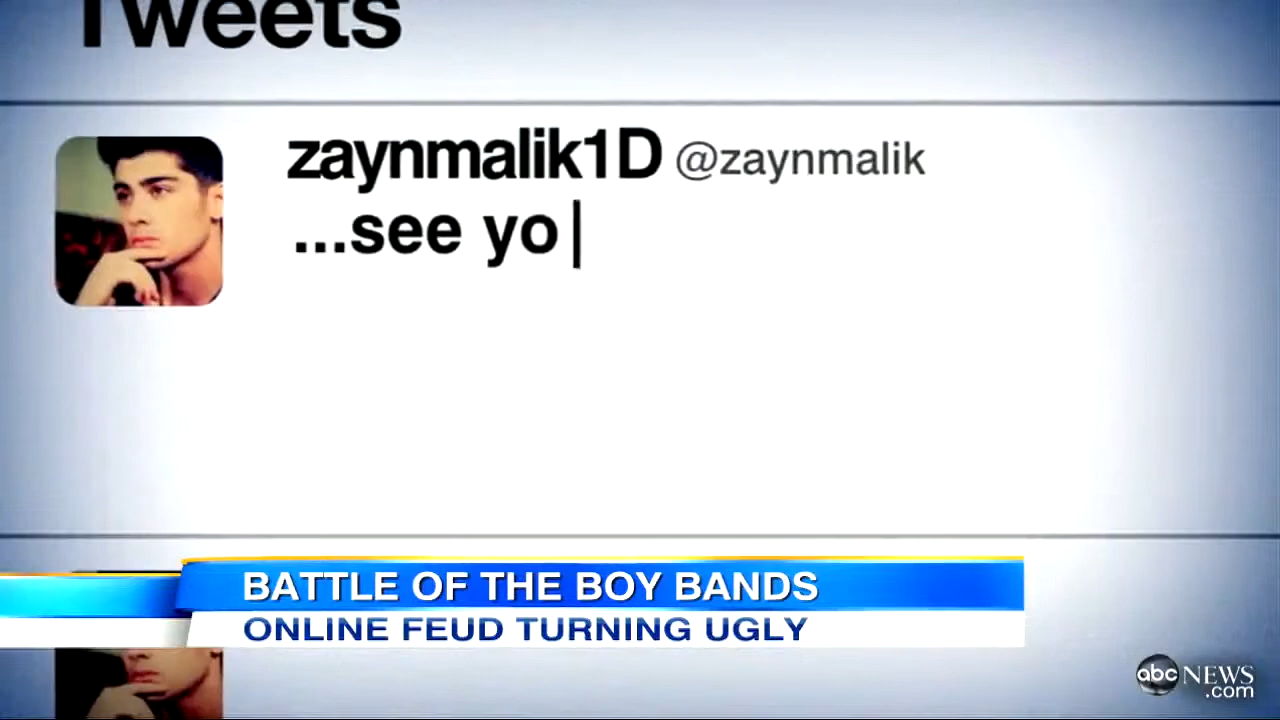 Tweets
zaynmalik1D @zaynmalik
...see yo
BATTLE OF THE BOY BANDS
ONLINE FEUD TURNING UGLY
abc NEWS
.com